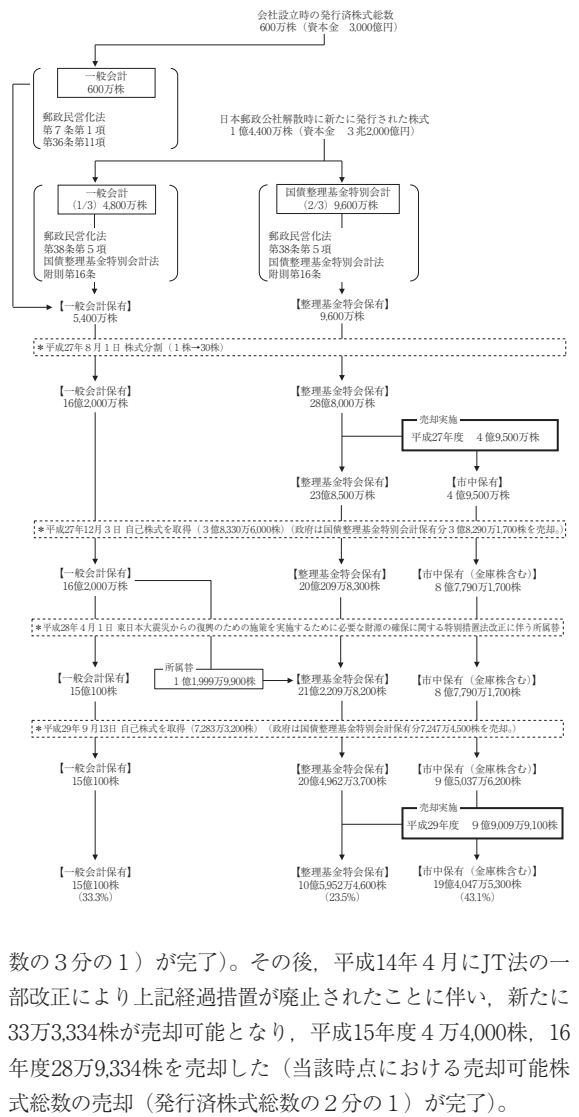 会社設立時の発行済株式総数
600万株（資本金　3,000億円）
一般会計
600万株
郵政民営化法
第７条第１項
第36条第11項
日本郵政公社解散時に新たに発行された株式
１億4,400万株（資本金　３兆2,000億円）
一般会計
（1/3）4,800万株
国債整理基金特別会計
（2/3）9,600万株
郵政民営化法
第38条第５項
国債整理基金特別会計法
附則第16条
郵政民営化法
第38条第５項
国債整理基金特別会計法
附則第16条
【一般会計保有】
5,400万株
【整理基金特会保有】
9,600万株
＊平成27年８月１日 株式分割（１株→30株）
【一般会計保有】
16億2,000万株
【整理基金特会保有】
28億8,000万株
売却実施
平成27年度　４億9,500万株
【整理基金特会保有】
23億8,500万株
【市中保有】
４億9,500万株
＊平成27年12月３日 自己株式を取得（３億8,330万6,000株）（政府は国債整理基金特別会計保有分３億8,290万1,700株を売却。）
【一般会計保有】
16億2,000万株
【整理基金特会保有】
20億209万8,300株
【市中保有（金庫株含む）】
８億7,790万1,700株
＊平成28年４月１日 東日本大震災からの復興のための施策を実施するために必要な財源の確保に関する特別措置法改正に伴う所属替
所属替
１億1,999万9,900株
【一般会計保有】
15億100株
【整理基金特会保有】
21億2,209万8,200株
【市中保有（金庫株含む）】
８億7,790万1,700株
＊平成29年９月13日 自己株式を取得（7,283万3,200株）（政府は国債整理基金特別会計保有分7,247万4,500株を売却。）
【一般会計保有】
15億100株
【整理基金特会保有】
20億4,962万3,700株
【市中保有（金庫株含む）】
９億5,037万6,200株
売却実施
平成29年度　９億9,009万9,100株
【一般会計保有】
15億100株
（33.3%）
【整理基金特会保有】
10億5,952万4,600株
（23.5%）
【市中保有（金庫株含む）】
19億4,047万5,300株
（43.1%）
数の３分の１）が完了）。その後，平成14年４月にJT法の一
部改正により上記経過措置が廃止されたことに伴い，新たに
33万3,334株が売却可能となり，平成15年度４万4,000株，16
年度28万9,334株を売却した（当該時点における売却可能株
式総数の売却（発行済株式総数の２分の１）が完了）。